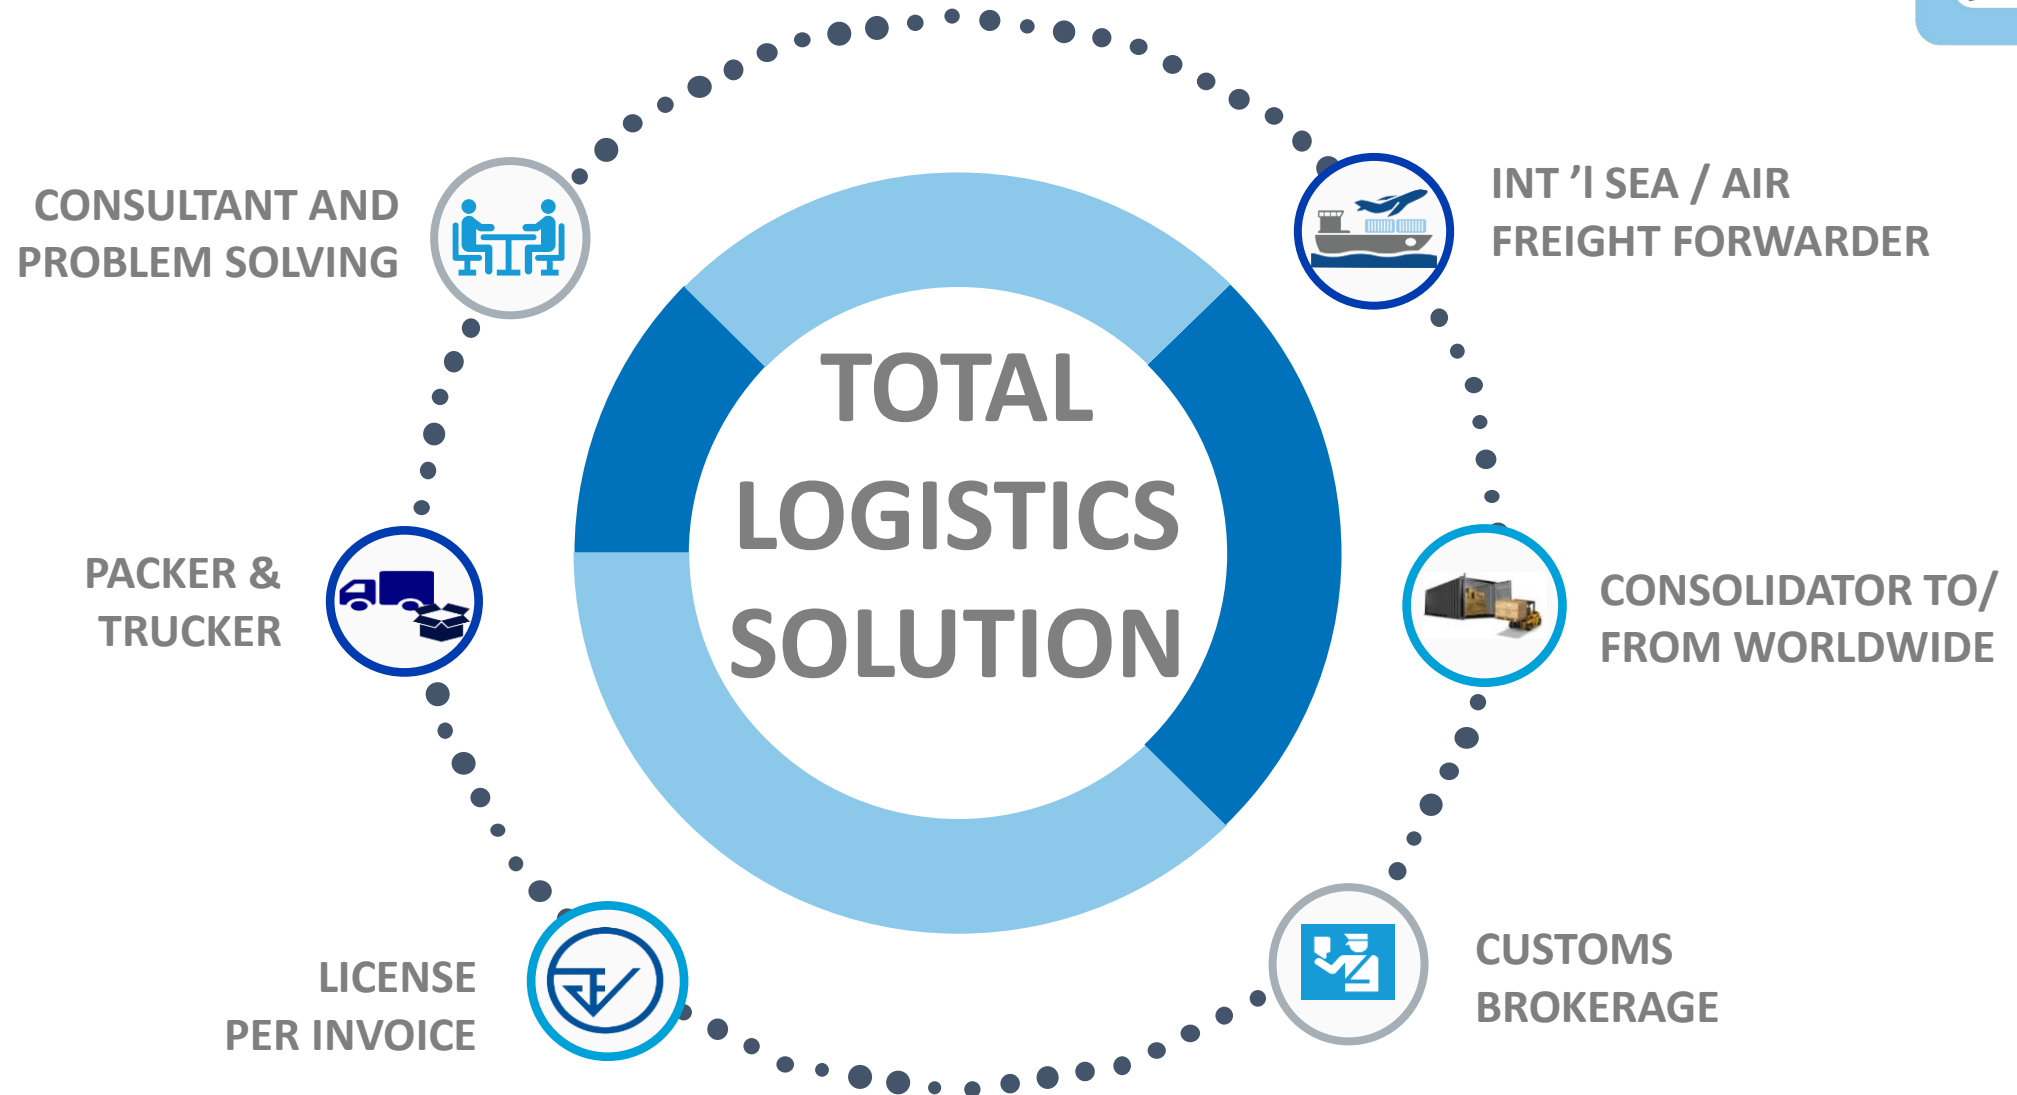 CONSULTANT AND
PROBLEM SOLVING
INT ’l SEA / AIR
FREIGHT FORWARDER
TOTAL
LOGISTICS
SOLUTION
PACKER &
TRUCKER
CONSOLIDATOR TO/
FROM WORLDWIDE
LICENSE
PER INVOICE
CUSTOMS
BROKERAGE